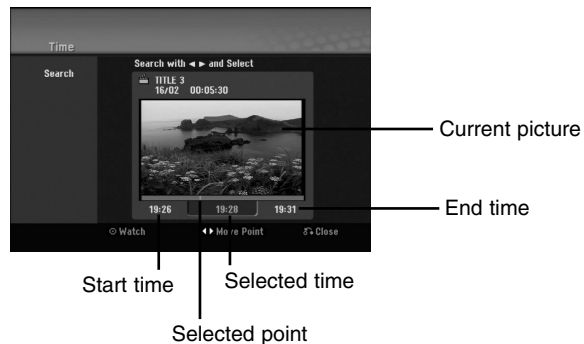 Time
Search
Search with ◄ ► and Select
TITLE 3
16/02 00:05:30
Current picture
19:26 19:28 19:31
End time
⊙ Watch ◄► Move Point Close
Start time
Selected time
Selected point